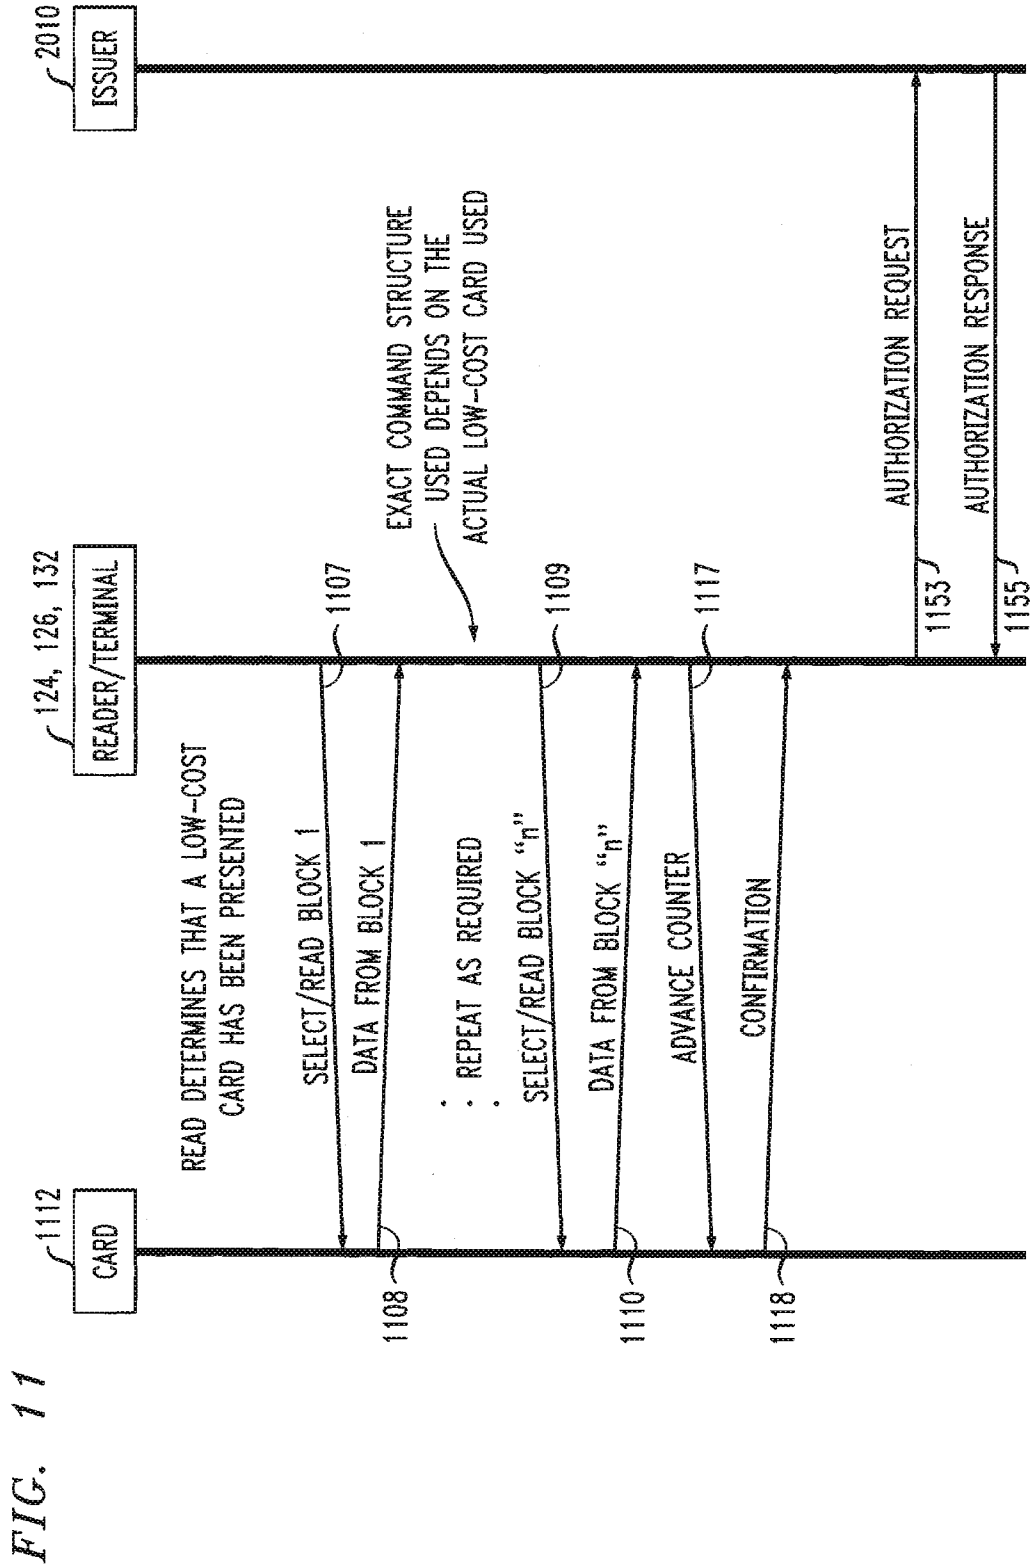 FIG. 11
1112
CARD
124, 126, 132
READER/TERMINAL
2010
ISSUER
READ DETERMINES THAT A LOW-COST
CARD HAS BEEN PRESENTED
SELECT/READ BLOCK 1
1107
DATA FROM BLOCK 1
1108
EXACT COMMAND STRUCTURE
USED DEPENDS ON THE
ACTUAL LOW-COST CARD USED
REPEAT AS REQUIRED
SELECT/READ BLOCK “n”
1109
DATA FROM BLOCK “n”
1110
ADVANCE COUNTER
1117
CONFIRMATION
1118
AUTHORIZATION REQUEST
1153
AUTHORIZATION RESPONSE
1155